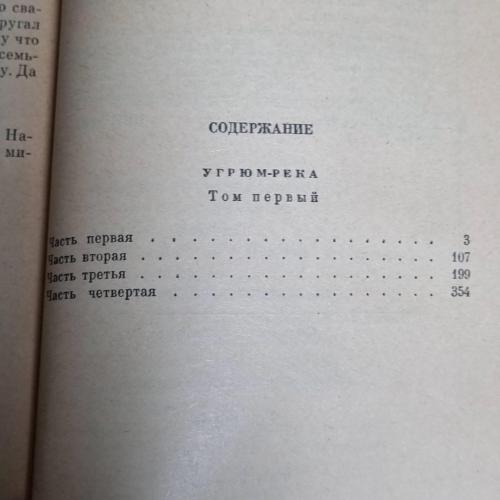 о сва-
ругал
у что
семь-
у. Да
На-
ми-
СОДЕРЖАНИЕ
УГРЮМ-РЕКА
Том первый
Часть первая . . . . . . . . . . . . . . . . . 3
Часть вторая . . . . . . . . . . . . . . . . . 107
Часть третья . . . . . . . . . . . . . . . . . 199
Часть четвертая . . . . . . . . . . . . . . . . 354